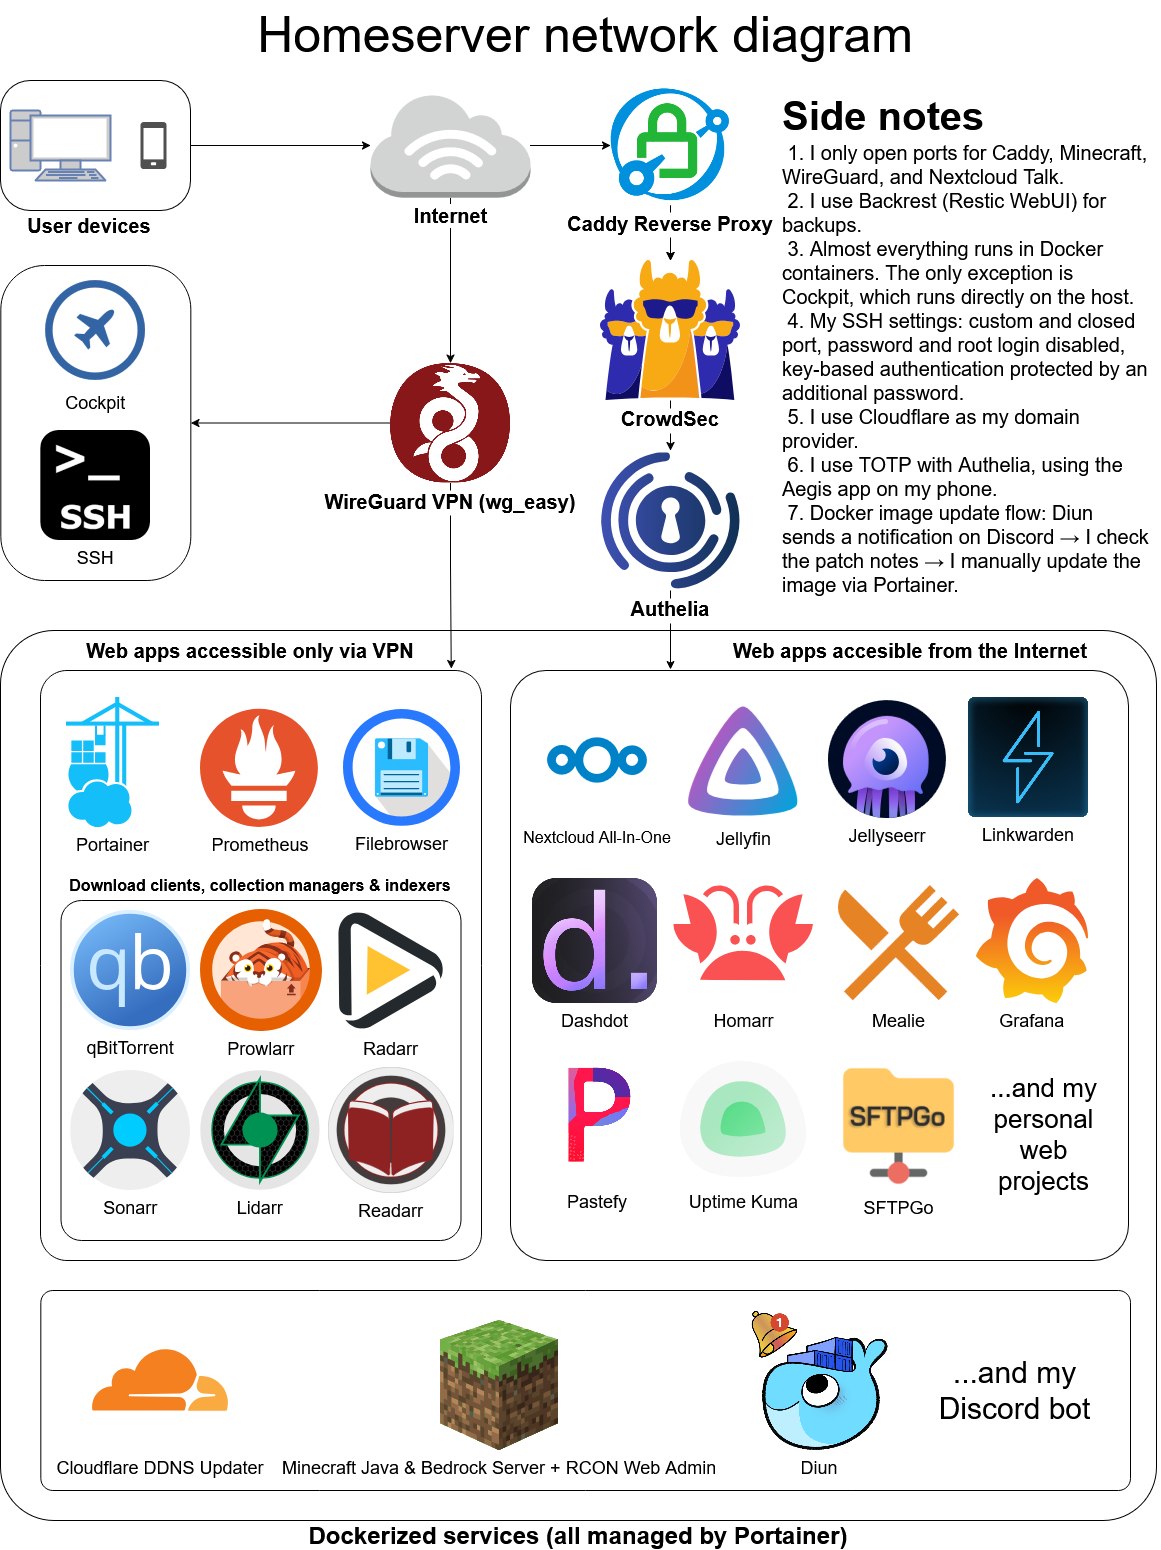 Homeserver network diagram
User devices
Internet
Caddy Reverse Proxy
Side notes
1. I only open ports for Caddy, Minecraft,
WireGuard, and Nextcloud Talk.
2. I use Backrest (Restic WebUI) for
backups.
3. Almost everything runs in Docker
containers. The only exception is
Cockpit, which runs directly on the host.
4. My SSH settings: custom and closed
port, password and root login disabled,
key-based authentication protected by an
additional password.
5. I use Cloudflare as my domain
provider.
6. I use TOTP with Authelia, using the
Aegis app on my phone.
7. Docker image update flow: Diun
sends a notification on Discord → I check
the patch notes → I manually update the
image via Portainer.
Cockpit
>_
SSH
SSH
WireGuard VPN (wg_easy)
CrowdSec
Authelia
Web apps accessible only via VPN
Portainer
Prometheus
Filebrowser
Download clients, collection managers & indexers
qb
qBitTorrent
Prowlarr
Radarr
Sonarr
Lidarr
Readarr
Web apps accesible from the Internet
Nextcloud All-In-One
Jellyfin
Jellyseerr
Linkwarden
d.
Dashdot
Homarr
Mealie
Grafana
P
Pastefy
Uptime Kuma
SFTPGo
SFTPGo
...and my
personal
web
projects
Cloudflare DDNS Updater
Minecraft Java & Bedrock Server + RCON Web Admin
1
Diun
...and my
Discord bot
Dockerized services (all managed by Portainer)